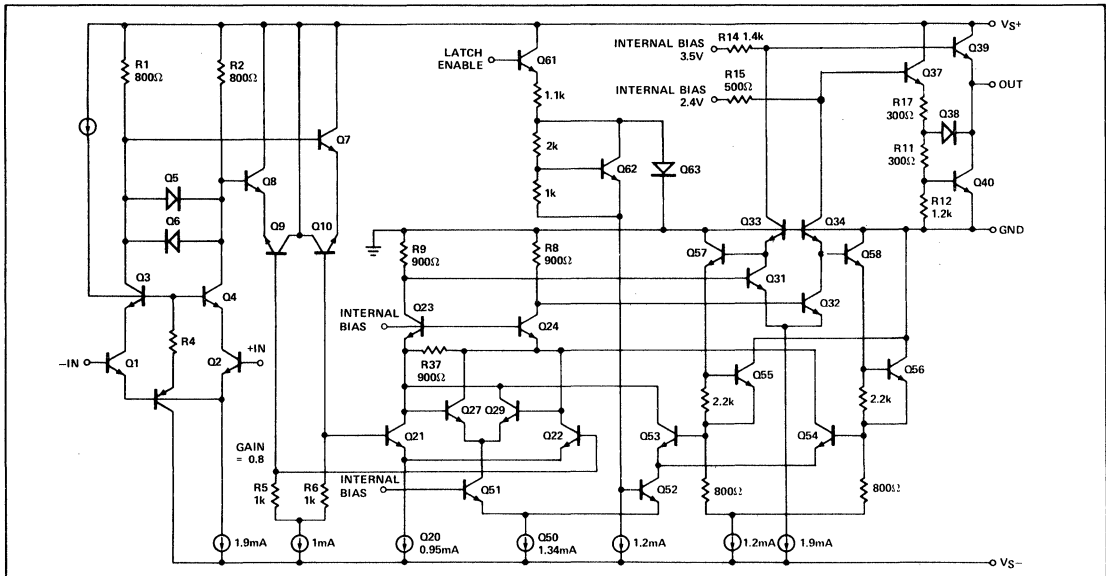 VS+
R14 1.4k
Q39
INTERNAL BIAS
3.5V
LATCH
ENABLE
Q61
R1
800Ω
R2
800Ω
R15
500Ω
Q37
OUT
INTERNAL BIAS
2.4V
1.1k
R17
300Ω
Q38
Q7
2k
Q62
Q63
R11
300Ω
Q5
Q8
1k
Q40
Q6
Q9
Q10
R12
1.2k
Q33
Q34
GND
R9
900Ω
R8
900Ω
Q57
Q58
Q3
Q31
Q4
Q23
Q32
INTERNAL
BIAS
Q24
R4
–IN
Q1
Q2
+IN
R37
900Ω
Q55
Q56
2.2k
2.2k
Q27
Q29
Q21
Q22
Q53
Q54
GAIN
= 0.8
INTERNAL
BIAS
R5
1k
R6
1k
Q51
Q52
800Ω
800Ω
1.9mA
1mA
Q20
0.95mA
Q50
1.34mA
1.2mA
1.2mA
1.9mA
VS–